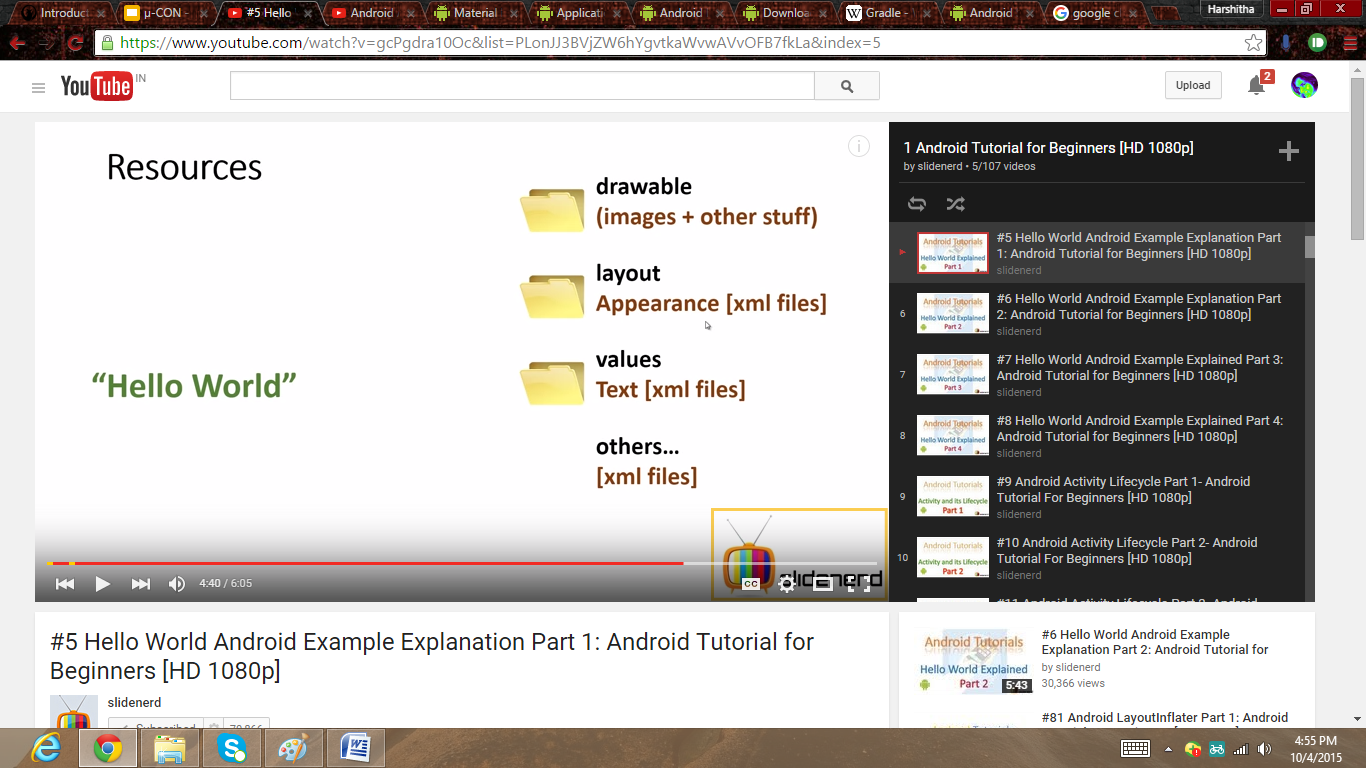 Introduct
µ-CON -
#5 Hello
Android
Material
Applicati
Android
Downloa
Gradle -
Android
google c
Harshitha
https://www.youtube.com/watch?v=gcPgdra10Oc&list=PLonJJ3BVjZW6hYgvtkaWvwAVvOFB7fkLa&index=5
YouTube IN
Upload
2
Resources
drawable
(images + other stuff)
layout
Appearance [xml files]
values
Text [xml files]
"Hello World"
others...
[xml files]
slidenerd
4:40 / 6:05
CC
1 Android Tutorial for Beginners [HD 1080p]
by slidenerd • 5/107 videos
Android Tutorials
Hello World Explained
Part 1
#5 Hello World Android Example Explanation Part
1: Android Tutorial for Beginners [HD 1080p]
slidenerd
6
Android Tutorials
Hello World Explained
Part 2
#6 Hello World Android Example Explanation Part
2: Android Tutorial for Beginners [HD 1080p]
slidenerd
7
Android Tutorials
Hello World Explained
Part 3
#7 Hello World Android Example Explained Part 3:
Android Tutorial for Beginners [HD 1080p]
slidenerd
8
Android Tutorials
Hello World Explained
Part 4
#8 Hello World Android Example Explained Part 4:
Android Tutorial for Beginners [HD 1080p]
slidenerd
9
Android Tutorials
Activity and its Lifecycle
Part 1
#9 Android Activity Lifecycle Part 1- Android
Tutorial For Beginners [HD 1080p]
slidenerd
10
Android Tutorials
Activity and its Lifecycle
Part 2
#10 Android Activity Lifecycle Part 2- Android
Tutorial For Beginners [HD 1080p]
slidenerd
#11 Android Activity Lifecycle Part 3- Android
#5 Hello World Android Example Explanation Part 1: Android Tutorial for
Beginners [HD 1080p]
slidenerd
Subscribed
Android Tutorials
Hello World Explained
Part 2
5:43
#6 Hello World Android Example
Explanation Part 2: Android Tutorial for
by slidenerd
30,366 views
#81 Android LayoutInflater Part 1: Android
4:55 PM
10/4/2015